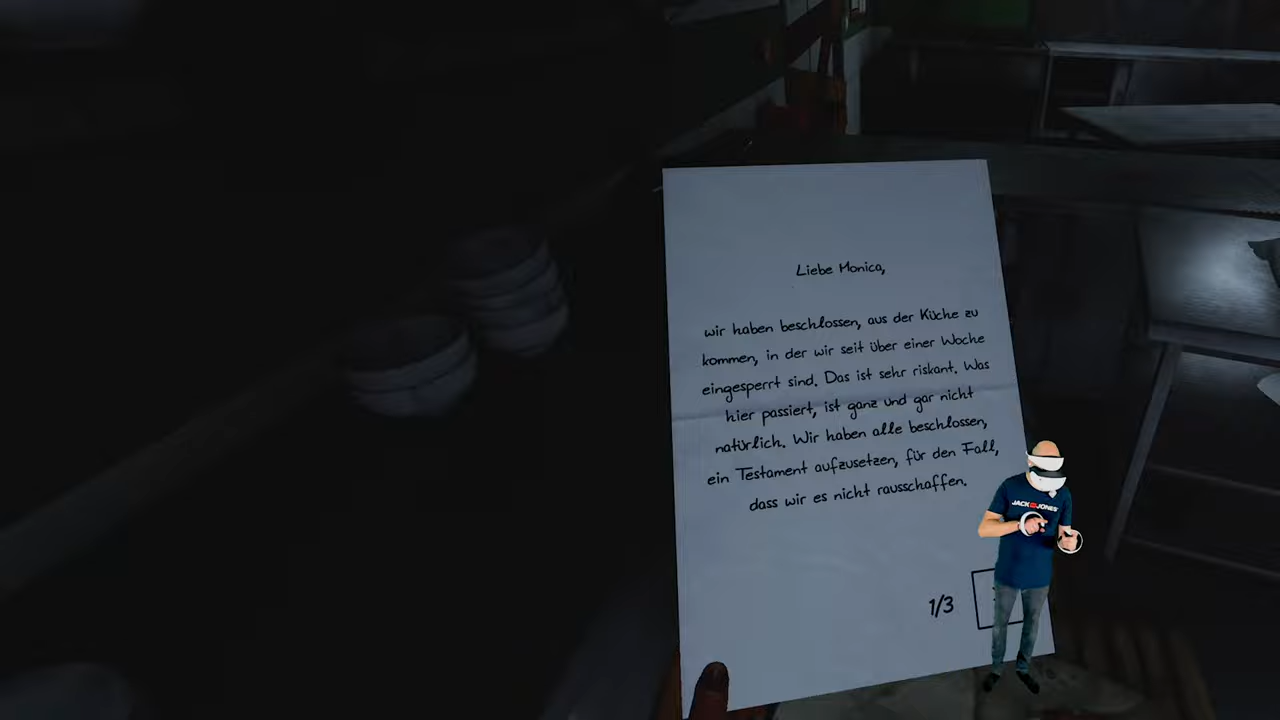 Liebe Monica,
wir haben beschlossen, aus der Küche zu
kommen, in der wir seit über einer Woche
eingesperrt sind. Das ist sehr riskant. Was
hier passiert, ist ganz und gar nicht
natürlich. Wir haben alle beschlossen,
ein Testament aufzusetzen, für den Fall,
dass wir es nicht rausschaffen.
1/3
JACK JONES